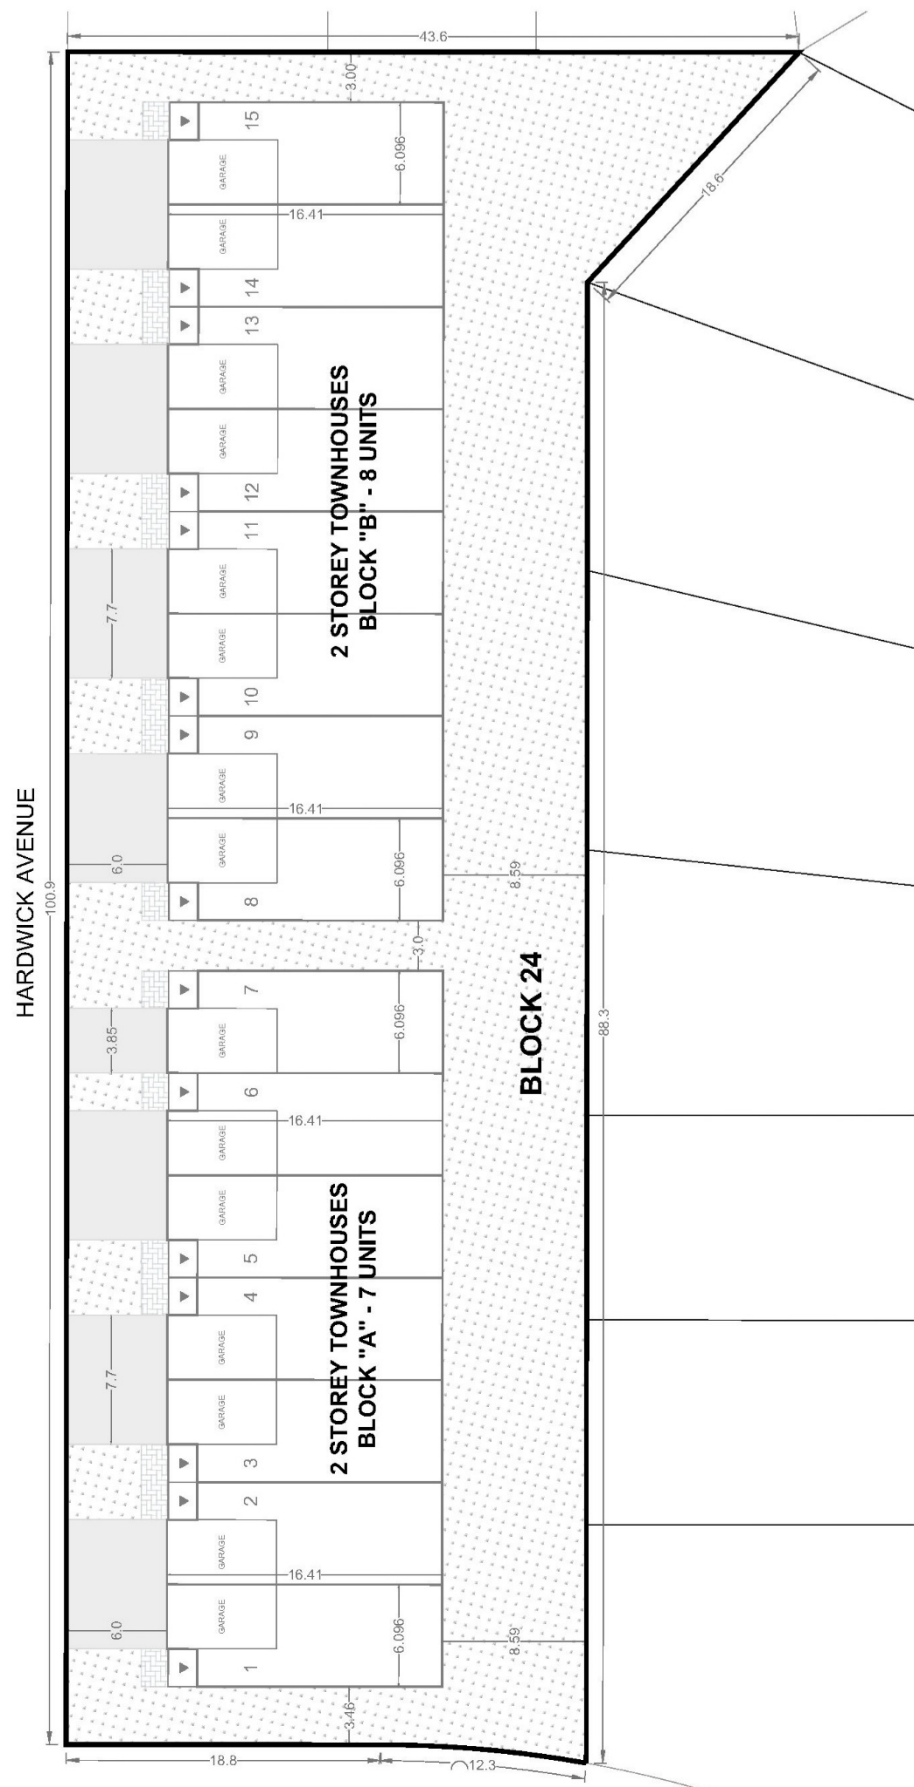 43.6
3.00
15
6.096
GARAGE
18.6
16.41
GARAGE
14
13
GARAGE
2 STOREY TOWNHOUSES
BLOCK "B" - 8 UNITS
GARAGE
12
11
GARAGE
7.7
GARAGE
10
9
GARAGE
16.41
HARDWICK AVENUE
100.9
6.0
GARAGE
6.096
8.59
8
3.0
BLOCK 24
7
6.096
3.85
GARAGE
88.3
6
16.41
GARAGE
GARAGE
5
4
2 STOREY TOWNHOUSES
BLOCK "A" - 7 UNITS
GARAGE
7.7
GARAGE
3
2
GARAGE
16.41
6.0
GARAGE
6.096
8.59
1
3.46
18.8
12.3